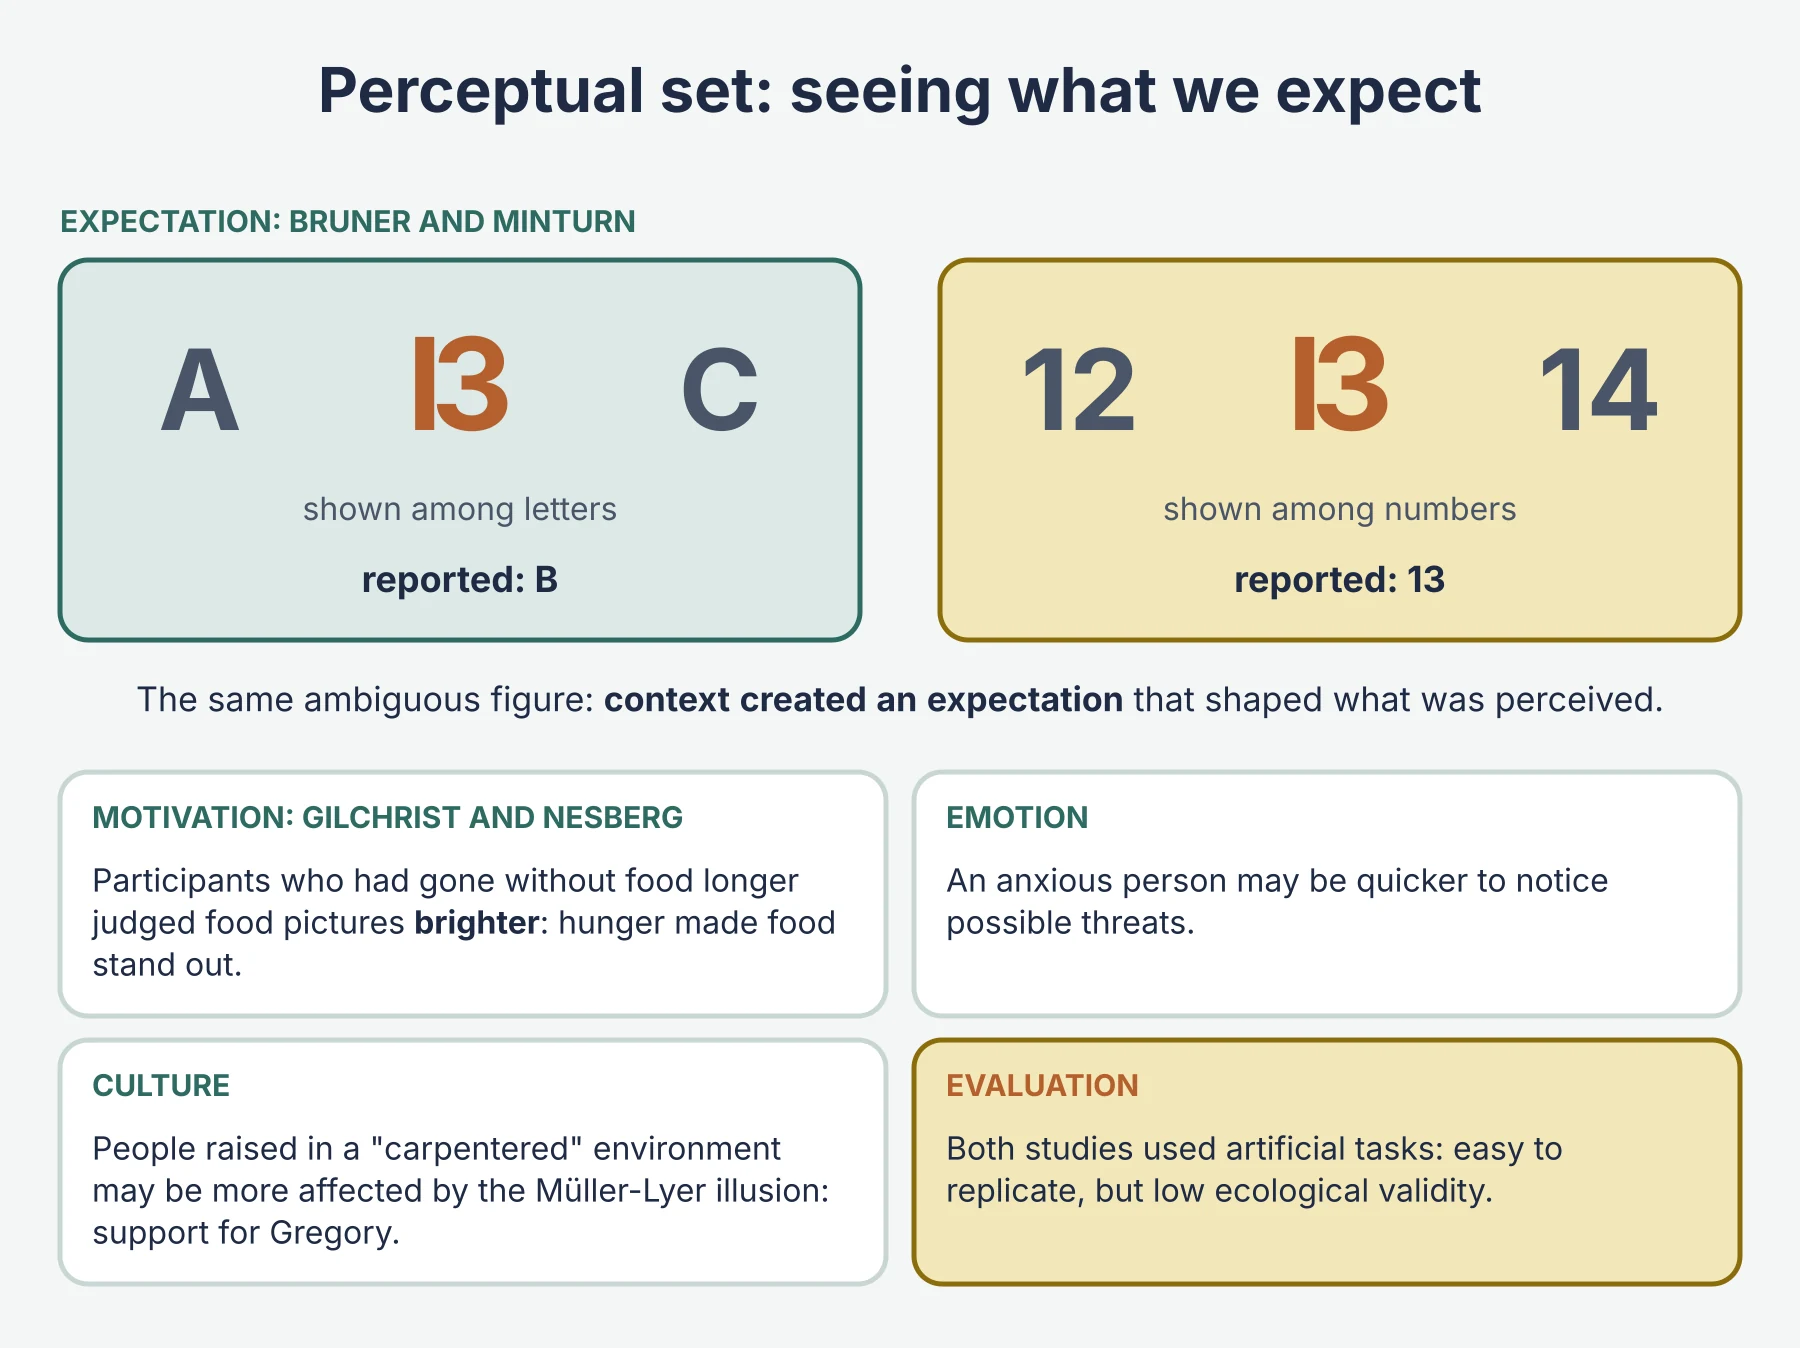 Perceptual set: seeing what we expect
EXPECTATION: BRUNER AND MINTURN
A I3 C
shown among letters
reported: B
12 I3 14
shown among numbers
reported: 13
The same ambiguous figure: context created an expectation that shaped what was perceived.
MOTIVATION: GILCHRIST AND NESBERG
Participants who had gone without food longer
judged food pictures brighter: hunger made food
stand out.
EMOTION
An anxious person may be quicker to notice
possible threats.
CULTURE
People raised in a "carpentered" environment
may be more affected by the Müller-Lyer illusion:
support for Gregory.
EVALUATION
Both studies used artificial tasks: easy to
replicate, but low ecological validity.